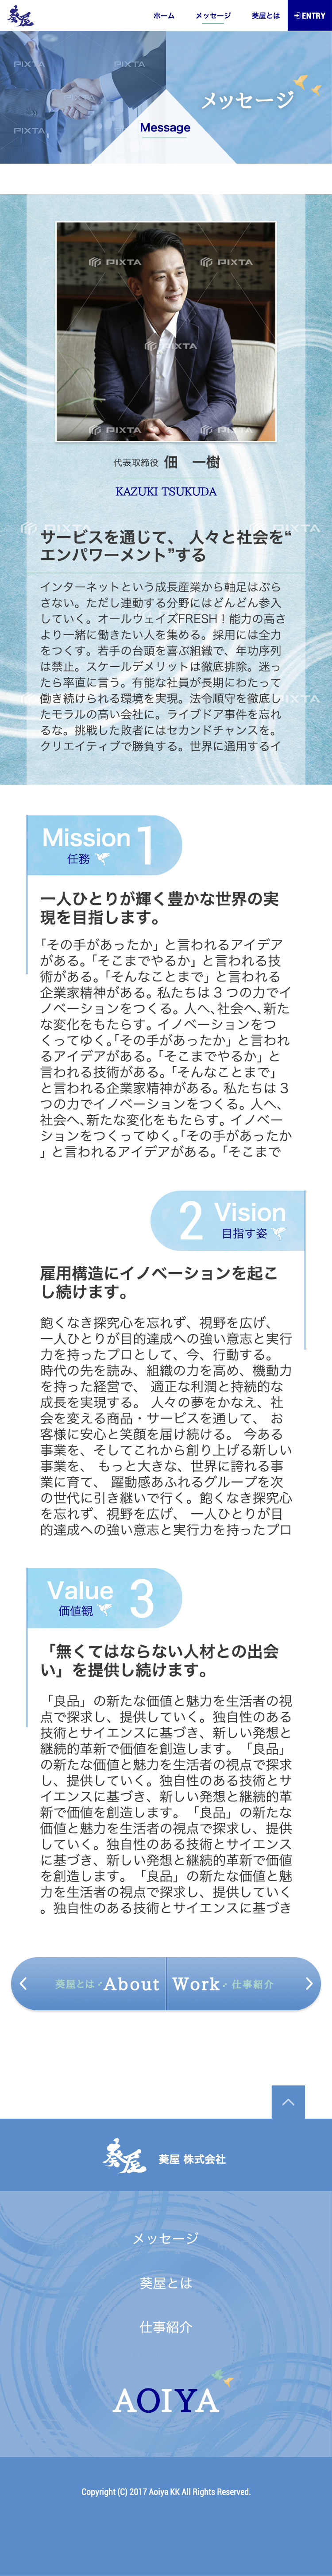 葵屋
ホーム
メッセージ
葵屋とは
ENTRY
PIXTA
PIXTA
PIXTA
メッセージ
Message
PIXTA
PIXTA
PIXTA
PIXTA
PIXTA
代表取締役 佃　一樹
KAZUKI TSUKUDA
PIXTA
PIXTA
サービスを通じて、 人々と社会を“
エンパワーメント”する
インターネットという成長産業から軸足はぶら
さない。ただし連動する分野にはどんどん参入
していく。オールウェイズFRESH！能力の高さ
より一緒に働きたい人を集める。採用には全力
をつくす。若手の台頭を喜ぶ組織で、年功序列
は禁止。スケールデメリットは徹底排除。迷っ
たら率直に言う。有能な社員が長期にわたって
働き続けられる環境を実現。法令順守を徹底し
たモラルの高い会社に。ライブドア事件を忘れ
るな。挑戦した敗者にはセカンドチャンスを。
クリエイティブで勝負する。世界に通用するイ
Mission 1
任務
一人ひとりが輝く豊かな世界の実
現を目指します。
「その手があったか」と言われるアイデア
がある。「そこまでやるか」と言われる技
術がある。「そんなことまで」と言われる
企業家精神がある。私たちは３つの力でイ
ノベーションをつくる。人へ、社会へ、新た
な変化をもたらす。イノベーションをつ
くってゆく。「その手があったか」と言われ
るアイデアがある。「そこまでやるか」と
言われる技術がある。「そんなことまで」
と言われる企業家精神がある。私たちは３
つの力でイノベーションをつくる。人へ、
社会へ、新たな変化をもたらす。イノベー
ションをつくってゆく。「その手があったか
」と言われるアイデアがある。「そこまで
2 Vision
目指す姿
雇用構造にイノベーションを起こ
し続けます。
飽くなき探究心を忘れず、視野を広げ、
一人ひとりが目的達成への強い意志と実行
力を持ったプロとして、今、行動する。
時代の先を読み、組織の力を高め、機動力
を持った経営で、 適正な利潤と持続的な
成長を実現する。 人々の夢をかなえ、社
会を変える商品・サービスを通して、 お
客様に安心と笑顔を届け続ける。 今ある
事業を、そしてこれから創り上げる新しい
事業を、 もっと大きな、世界に誇れる事
業に育て、 躍動感あふれるグループを次
の世代に引き継いで行く。飽くなき探究心
を忘れず、視野を広げ、 一人ひとりが目
的達成への強い意志と実行力を持ったプロ
Value 3
価値観
「無くてはならない人材との出会
い」を提供し続けます。
「良品」の新たな価値と魅力を生活者の視
点で探求し、提供していく。独自性のある
技術とサイエンスに基づき、新しい発想と
継続的革新で価値を創造します。「良品」
の新たな価値と魅力を生活者の視点で探求
し、提供していく。独自性のある技術とサ
イエンスに基づき、新しい発想と継続的革
新で価値を創造します。「良品」の新たな
価値と魅力を生活者の視点で探求し、提供
していく。独自性のある技術とサイエンス
に基づき、新しい発想と継続的革新で価値
を創造します。「良品」の新たな価値と魅
力を生活者の視点で探求し、提供していく
。独自性のある技術とサイエンスに基づき
葵屋とは About
Work 仕事紹介
葵屋 葵屋 株式会社
メッセージ
葵屋とは
仕事紹介
AOIYA
Copyright (C) 2017 Aoiya KK All Rights Reserved.